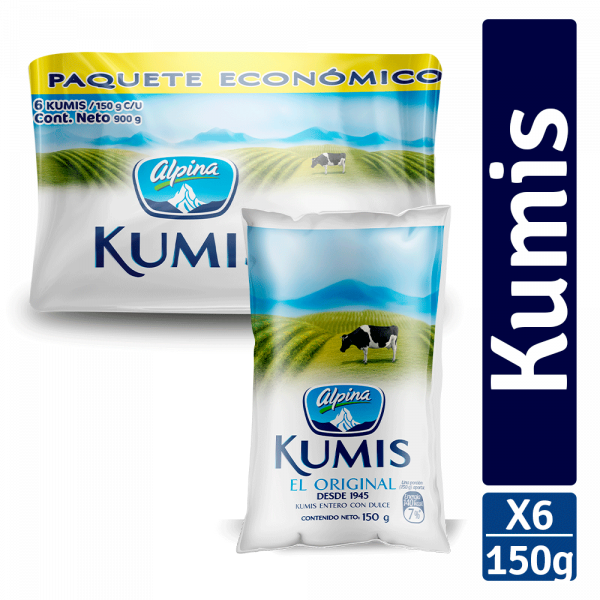 PAQUETE ECONÓMICO
6 KUMIS /150 g C/U
Cont. Neto 900 g
Alpina
KUMIS
Alpina
KUMIS
EL ORIGINAL
DESDE 1945
KUMIS ENTERO CON DULCE
CONTENIDO NETO: 150 g
Kumis
X6
150g